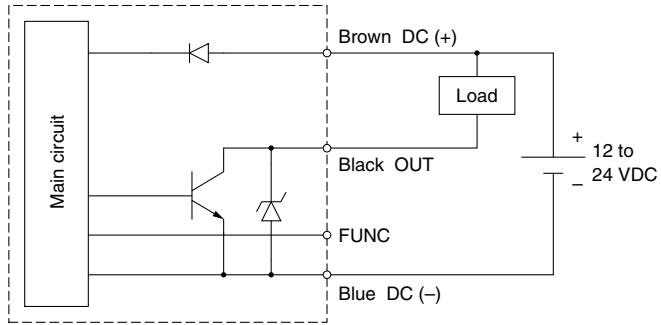 Brown DC (+)
Main circuit
Load
Black OUT
+
12 to
24 VDC
–
FUNC
Blue DC (–)